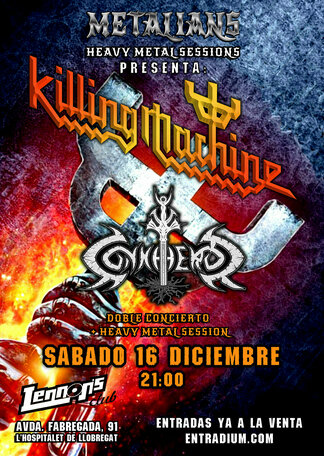 METALIANS
HEAVY METAL SESSIONS
PRESENTA:
Killing Machine
DOBLE CONCIERTO
+HEAVY METAL SESSION
SABADO 16 DICIEMBRE
21:00
Lennon's
Club
AVDA. FABREGADA, 91
L'HOSPITALET DE LLOBREGAT
ENTRADAS YA A LA VENTA
ENTRADIUM.COM